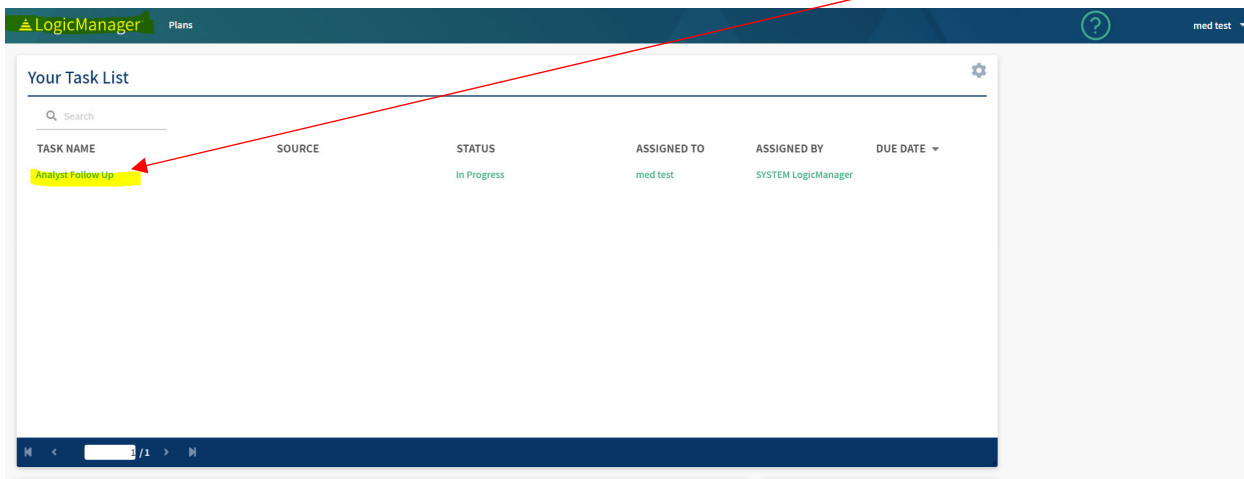 LogicManager Plans ? med test
Your Task List
Search
TASK NAME SOURCE STATUS ASSIGNED TO ASSIGNED BY DUE DATE
Analyst Follow Up In Progress med test SYSTEM LogicManager
1 / 1